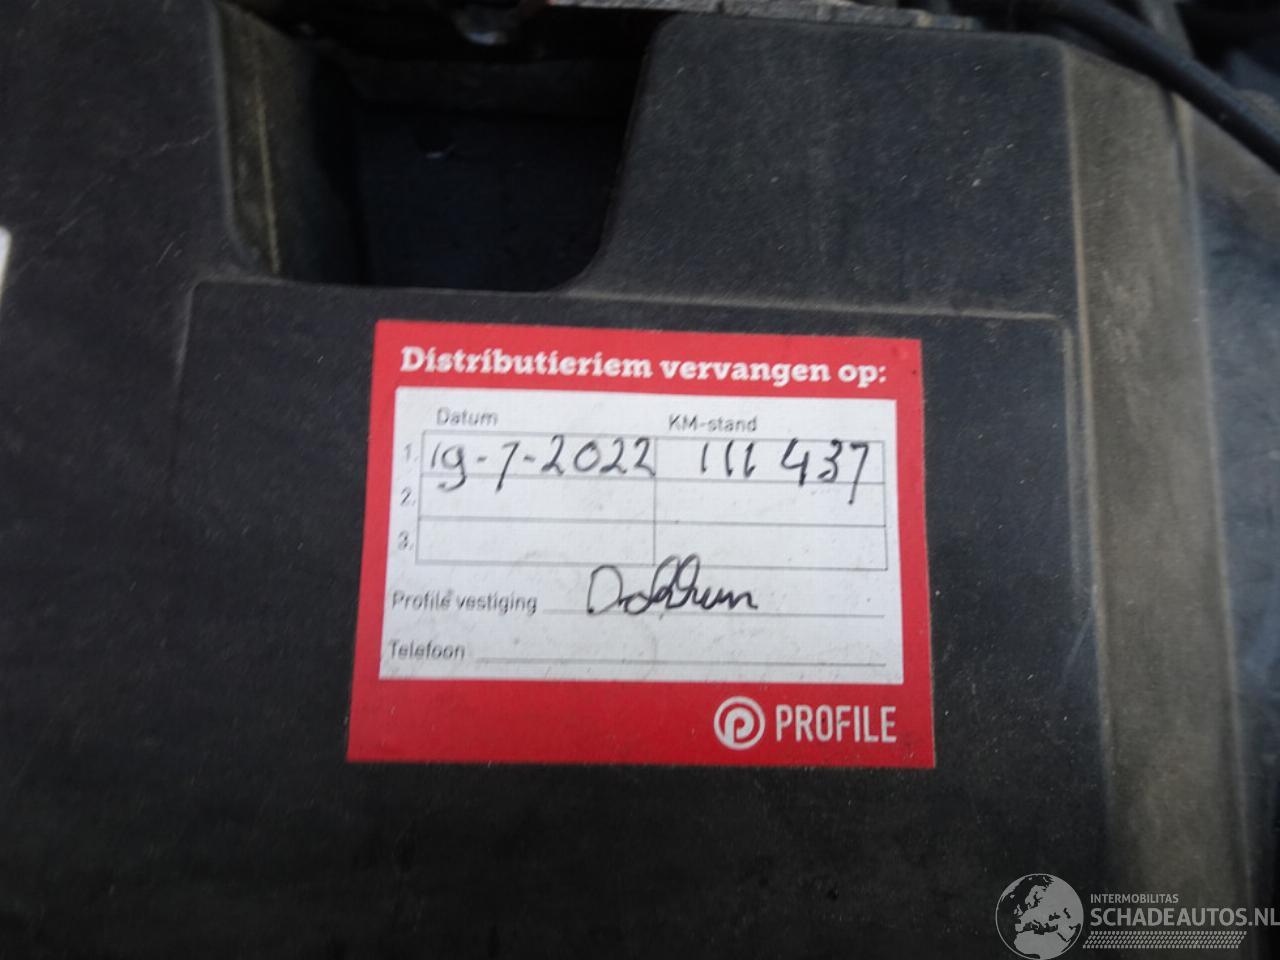 Distributieriem vervangen op:
Datum KM-stand
1. 19-7-2022 111 437
2.
3.
Profile vestiging Dokkum
Telefoon
PROFILE
INTERMOBILITAS
SCHADEAUTOS.NL